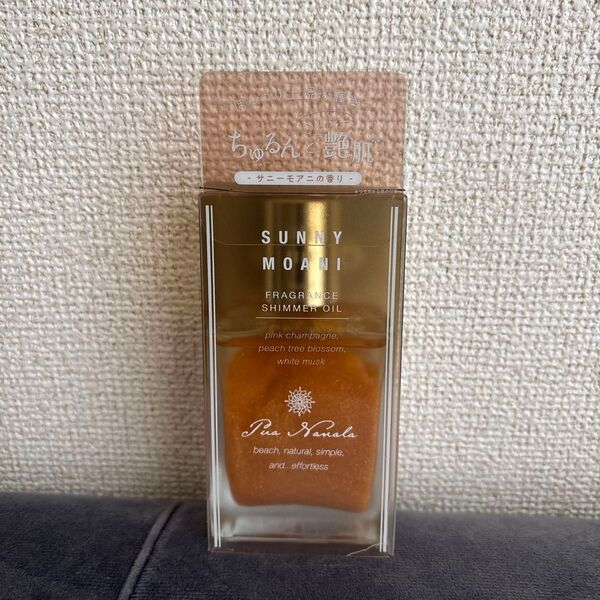 ちゅるんと艶肌
- サニーモアニの香り -
SUNNY
MOANI
FRAGRANCE
SHIMMER OIL
pink champagne,
peach tree blossom,
white musk
Pua Nanala
beach, natural, simple,
and...effortless